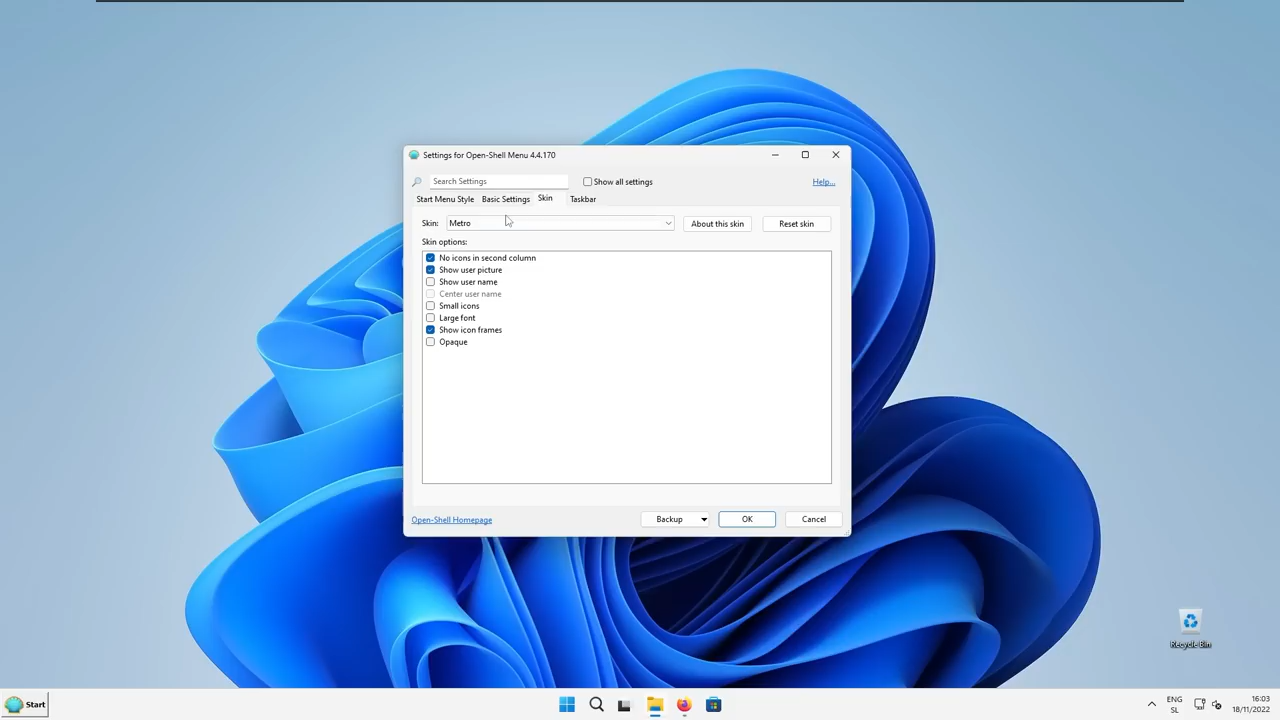 Settings for Open-Shell Menu 4.4.170
Search Settings
Show all settings
Help...
Start Menu Style
Basic Settings
Skin
Taskbar
Skin:
Metro
About this skin
Reset skin
Skin options:
No icons in second column
Show user picture
Show user name
Center user name
Small icons
Large font
Show icon frames
Opaque
Open-Shell Homepage
Backup
OK
Cancel
Recycle Bin
Start
ENG
SL
16:03
18/11/2022